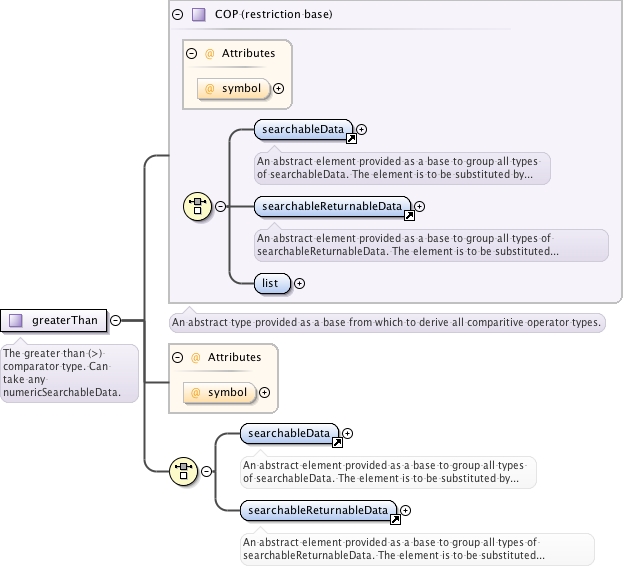 COP (restriction base)
@ Attributes
@ symbol
searchableData
An abstract element provided as a base to group all types
of searchableData. The element is to be substituted by...
searchableReturnableData
An abstract element provided as a base to group all types of
searchableReturnableData. The element is to be substituted...
list
An abstract type provided as a base from which to derive all comparitive operator types.
greaterThan
The greater than (>)
comparator type. Can
take any
numericSearchableData.
@ Attributes
@ symbol
searchableData
An abstract element provided as a base to group all types
of searchableData. The element is to be substituted by...
searchableReturnableData
An abstract element provided as a base to group all types of
searchableReturnableData. The element is to be substituted...